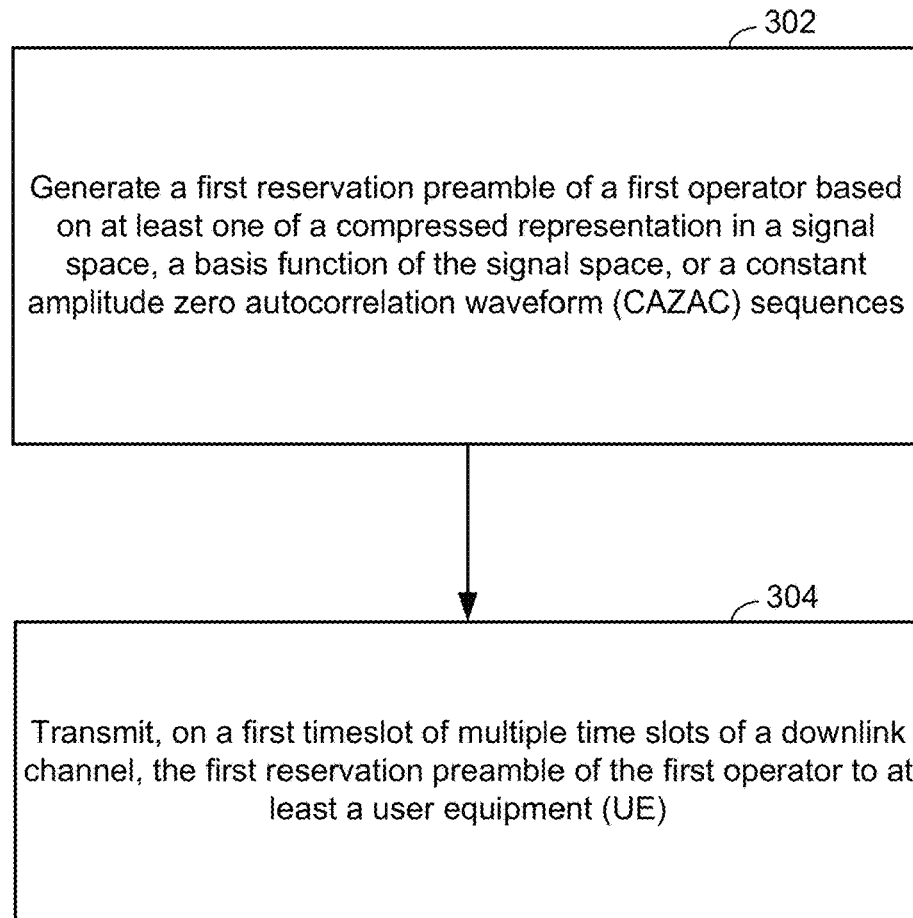 302
Generate a first reservation preamble of a first operator based
on at least one of a compressed representation in a signal
space, a basis function of the signal space, or a constant
amplitude zero autocorrelation waveform (CAZAC) sequences
304
Transmit, on a first timeslot of multiple time slots of a downlink
channel, the first reservation preamble of the first operator to at
least a user equipment (UE)